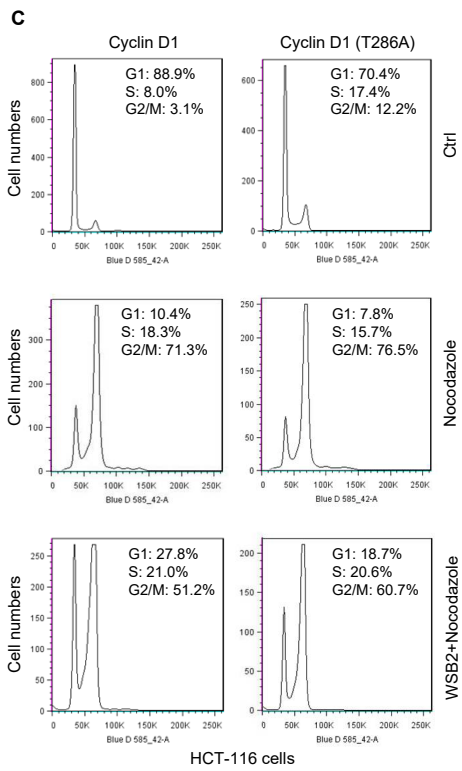 C
Cyclin D1
Cyclin D1 (T286A)
Cell numbers
800
600
400
200
0
G1: 88.9%
S: 8.0%
G2/M: 3.1%
0 50K 100K 150K 200K 250K
Blue D 585_42-A
600
400
200
0
G1: 70.4%
S: 17.4%
G2/M: 12.2%
0 50K 100K 150K 200K 250K
Blue D 585_42-A
Ctrl
Cell numbers
300
200
100
0
G1: 10.4%
S: 18.3%
G2/M: 71.3%
0 50K 100K 150K 200K 250K
Blue D 585_42-A
250
200
150
100
50
0
G1: 7.8%
S: 15.7%
G2/M: 76.5%
0 50K 100K 150K 200K 250K
Blue D 585_42-A
Nocodazole
Cell numbers
250
200
150
100
50
0
G1: 27.8%
S: 21.0%
G2/M: 51.2%
0 50K 100K 150K 200K 250K
Blue D 585_42-A
200
150
100
50
0
G1: 18.7%
S: 20.6%
G2/M: 60.7%
0 50K 100K 150K 200K 250K
Blue D 585_42-A
WSB2+Nocodazole
HCT-116 cells